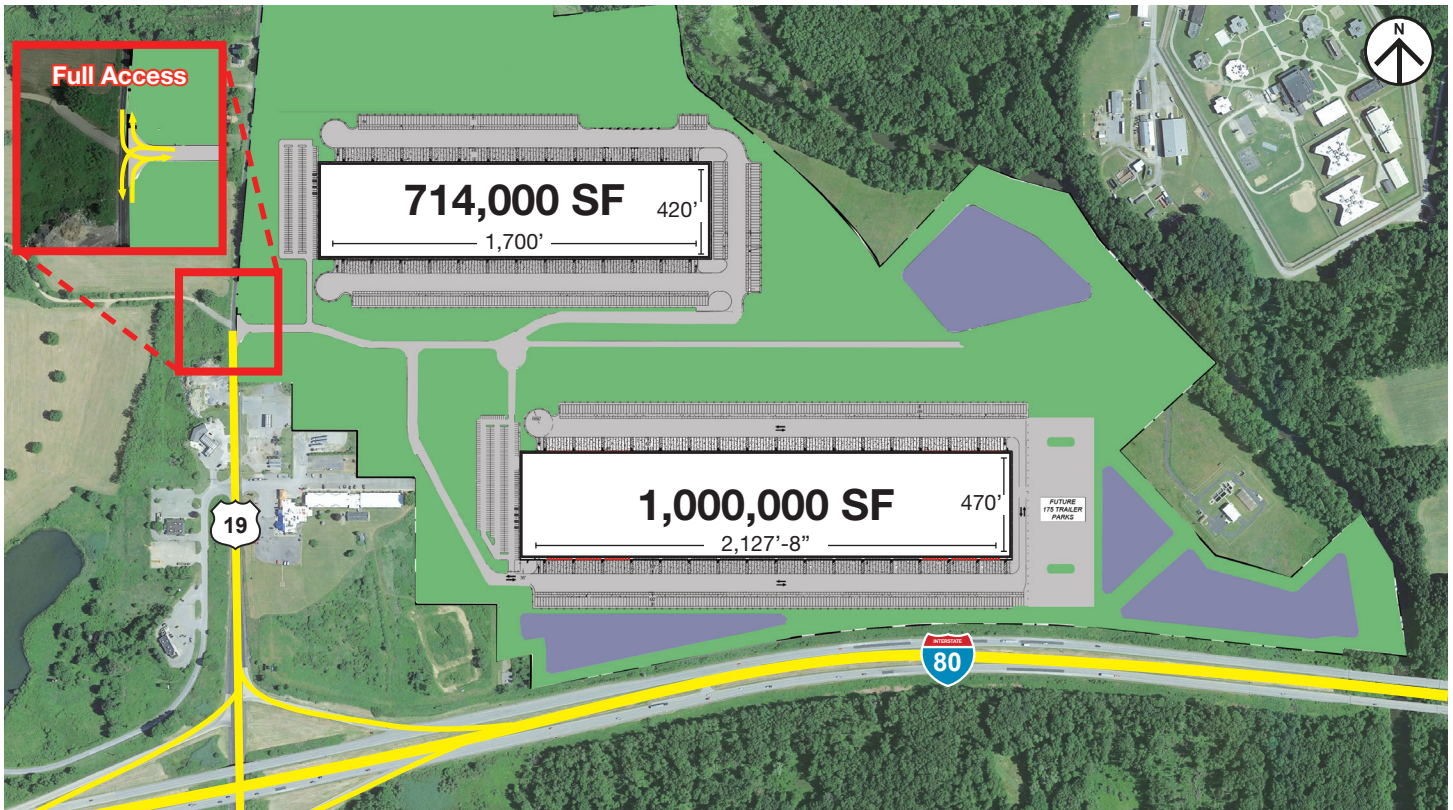 Full Access
N
714,000 SF
420'
1,700'
19
1,000,000 SF
470'
2,127'-8"
FUTURE
175 TRAILER
PARKS
INTERSTATE
80